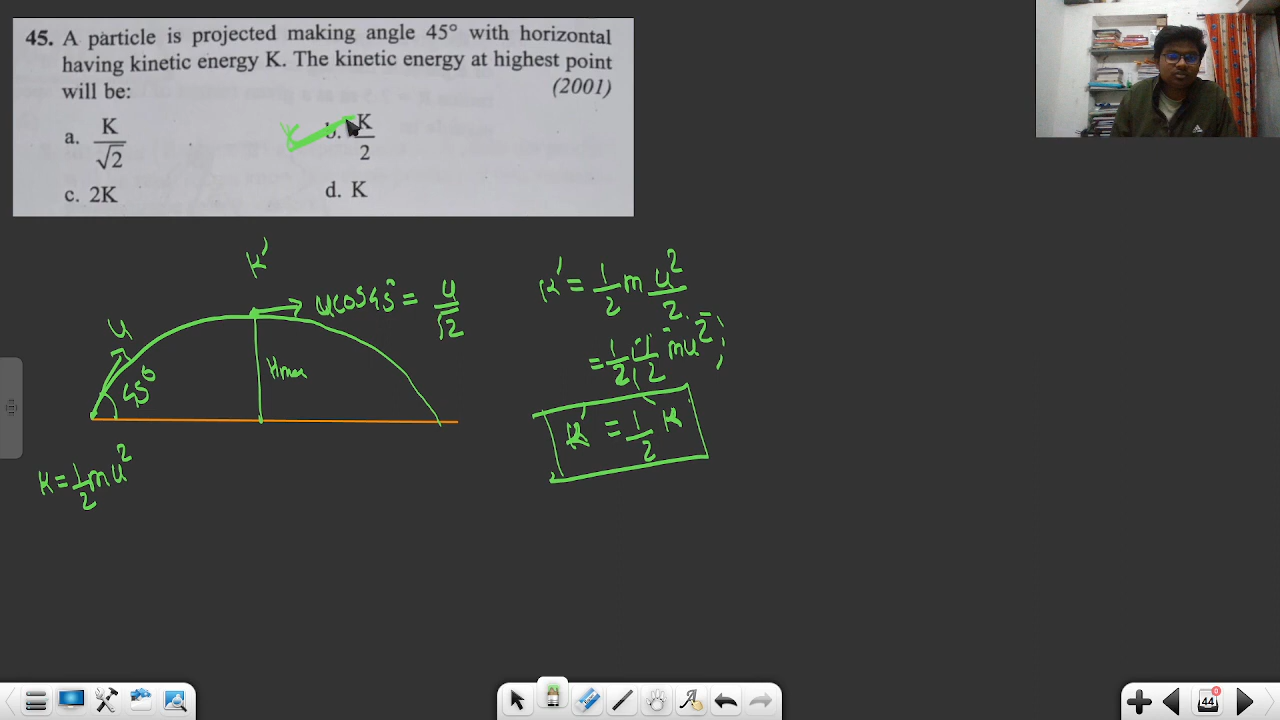 45. A particle is projected making angle 45° with horizontal
having kinetic energy K. The kinetic energy at highest point
will be: (2001)
a. K/√2 b. K/2
c. 2K d. K
K'
u
ucos45° = u/√2
45°
Hmax
K = 1/2 mu²
K' = 1/2 m u²/2
= 1/2 (1/2 mu²)
K' = 1/2 K
44